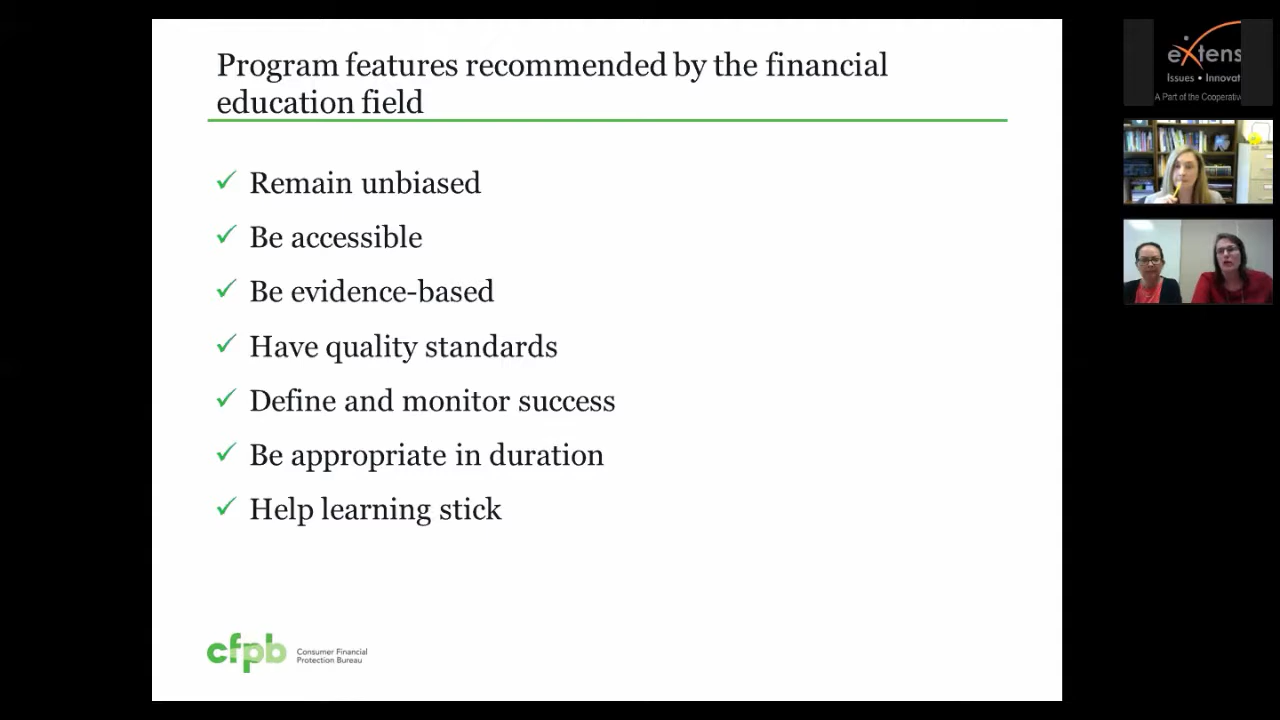 Program features recommended by the financial
education field
Remain unbiased
Be accessible
Be evidence-based
Have quality standards
Define and monitor success
Be appropriate in duration
Help learning stick
cfpb
Consumer Financial
Protection Bureau
eXtens
Issues • Innovat
A Part of the Cooperativ